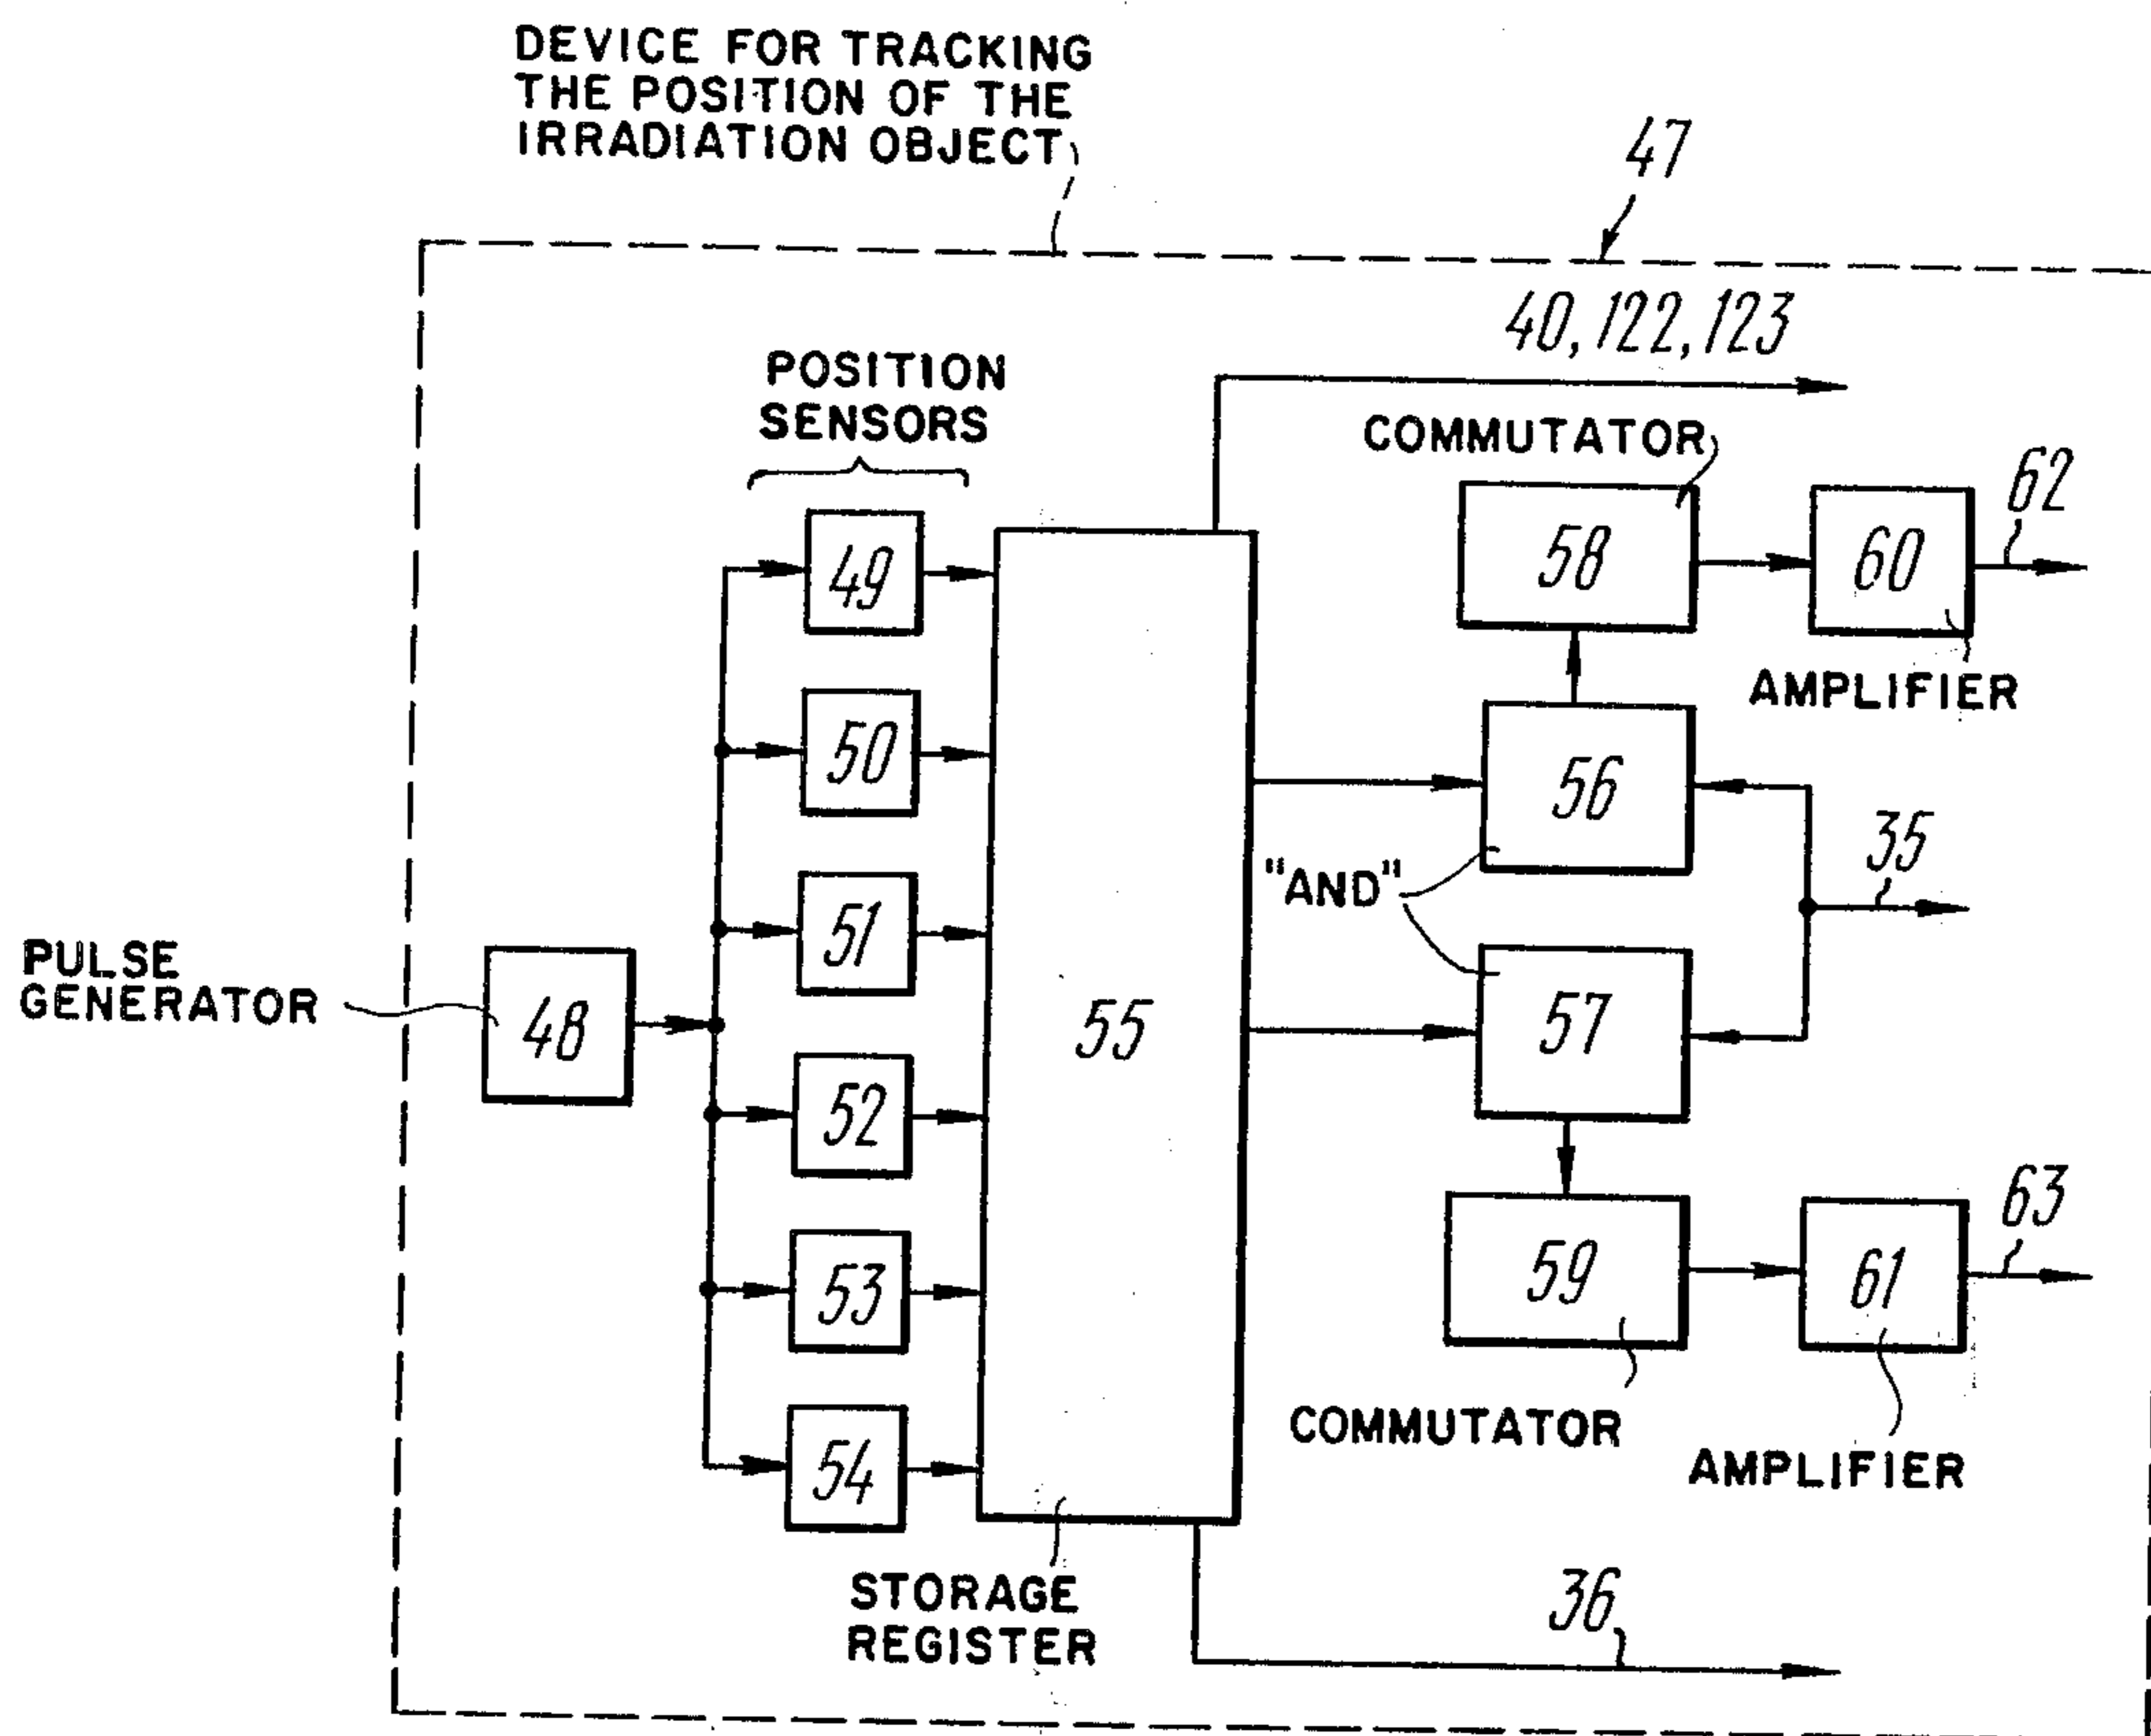 DEVICE FOR TRACKING
THE POSITION OF THE
IRRADIATION OBJECT
47
40, 122, 123
POSITION
SENSORS
COMMUTATOR
62
49
58
60
AMPLIFIER
50
56
35
"AND"
51
PULSE
GENERATOR
48
55
57
52
63
53
59
61
54
COMMUTATOR
AMPLIFIER
STORAGE
REGISTER
36